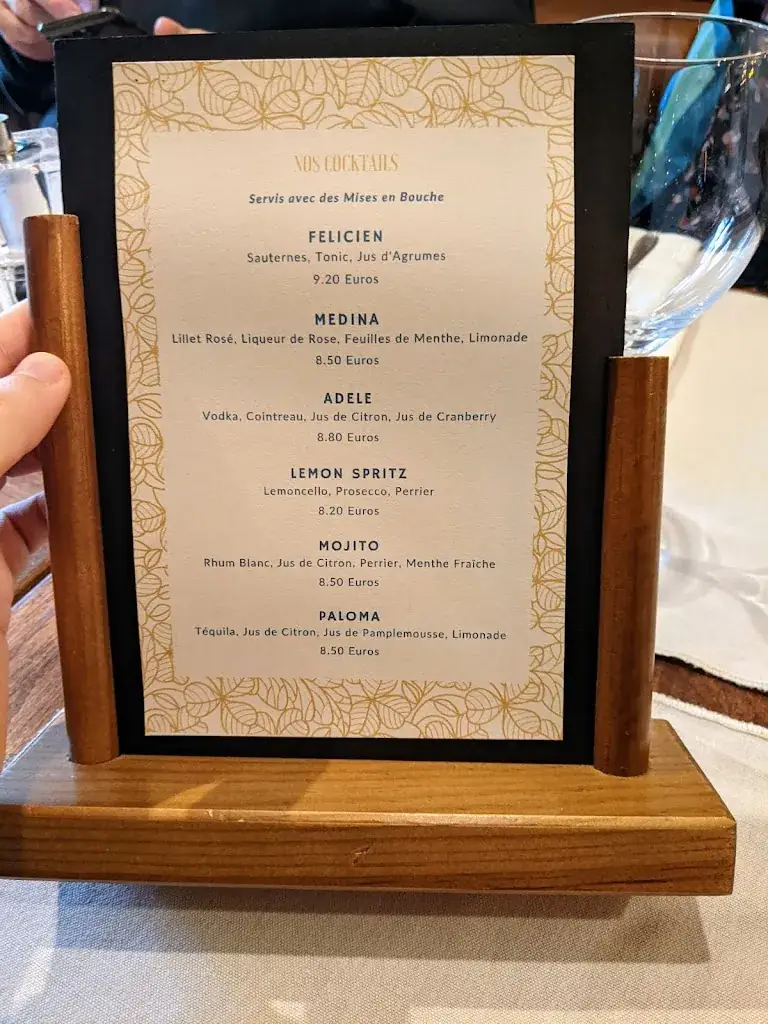 NOS COCKTAILS
Servis avec des Mises en Bouche
FELICIEN
Sauternes, Tonic, Jus d'Agrumes
9.20 Euros
MEDINA
Lillet Rosé, Liqueur de Rose, Feuilles de Menthe, Limonade
8.50 Euros
ADELE
Vodka, Cointreau, Jus de Citron, Jus de Cranberry
8.80 Euros
LEMON SPRITZ
Lemoncello, Prosecco, Perrier
8.20 Euros
MOJITO
Rhum Blanc, Jus de Citron, Perrier, Menthe Fraîche
8.50 Euros
PALOMA
Téquila, Jus de Citron, Jus de Pamplemousse, Limonade
8.50 Euros